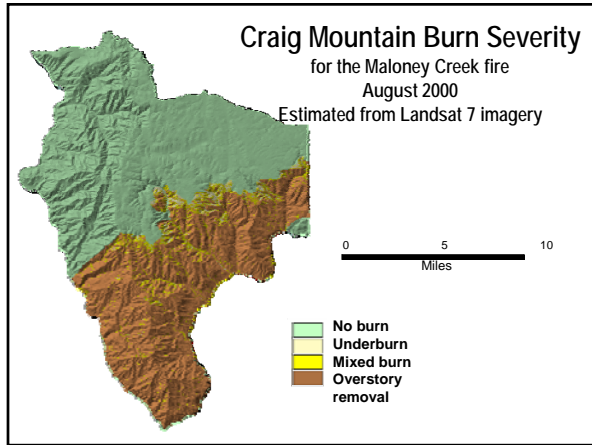 Craig Mountain Burn Severity
for the Maloney Creek fire
August 2000
Estimated from Landsat 7 imagery
0 5 10
Miles
No burn
Underburn
Mixed burn
Overstory
removal